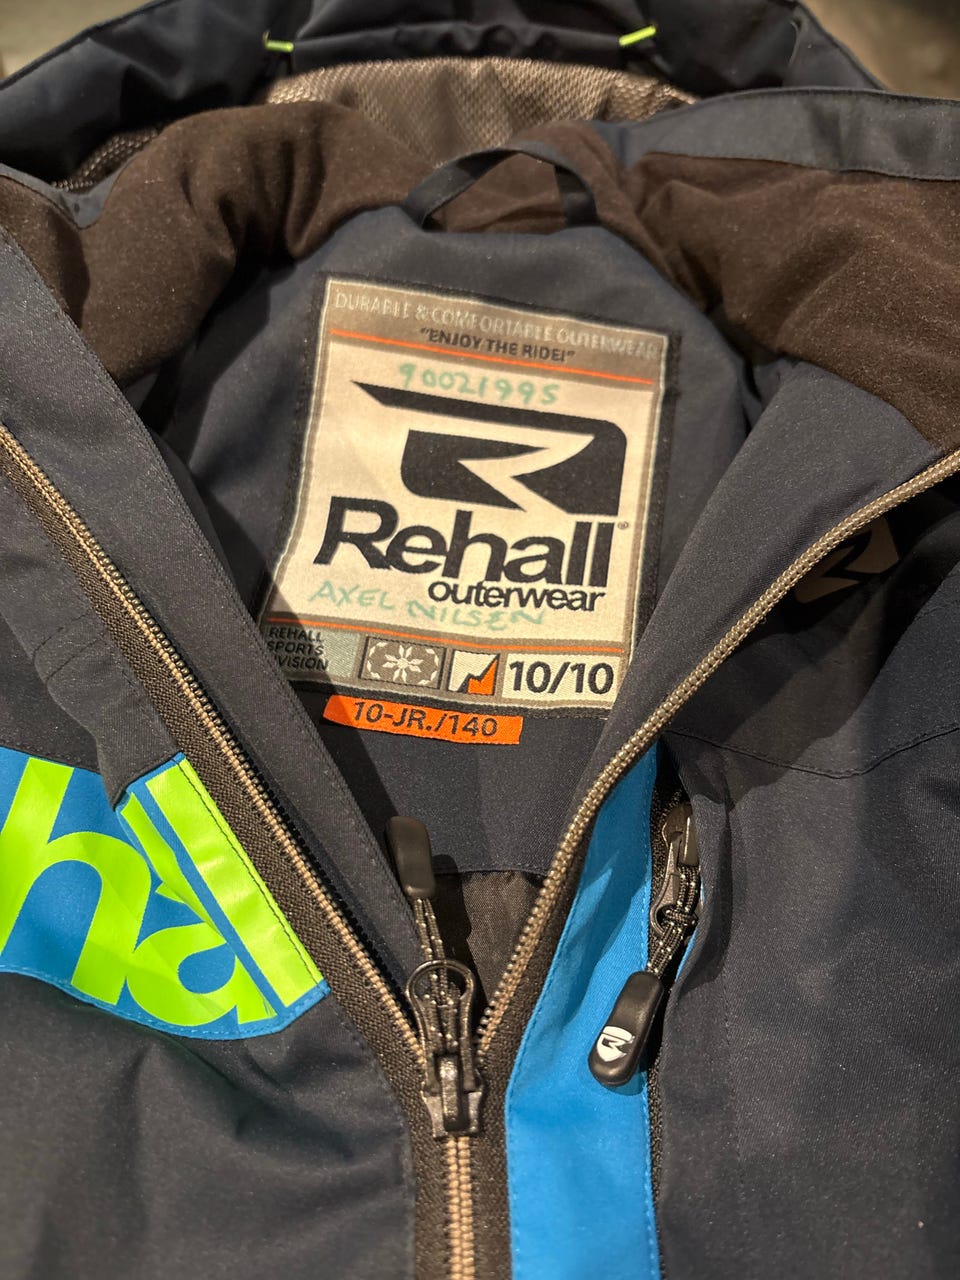 DURABLE & COMFORTABLE OUTERWEAR
"ENJOY THE RIDE!"
90021995
Rehall®
outerwear
AXEL NILSEN
REHALL
SPORTS
DIVISION
10/10
10-JR./140
hal